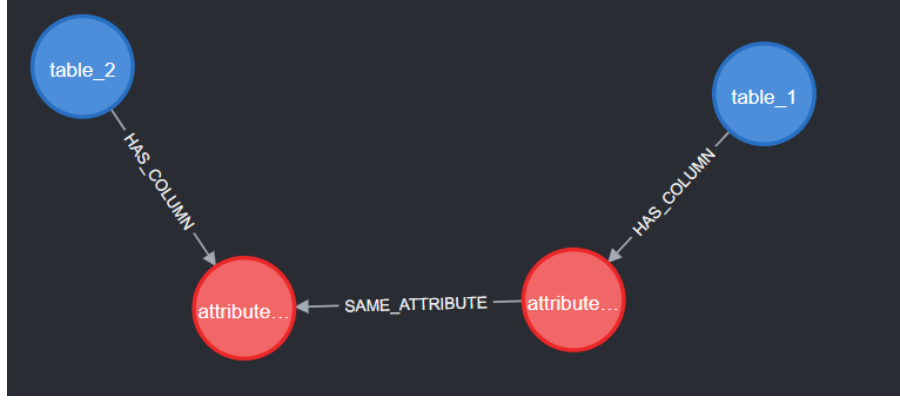 table_2
table_1
HAS_COLUMN
HAS_COLUMN
attribute...
SAME_ATTRIBUTE
attribute...